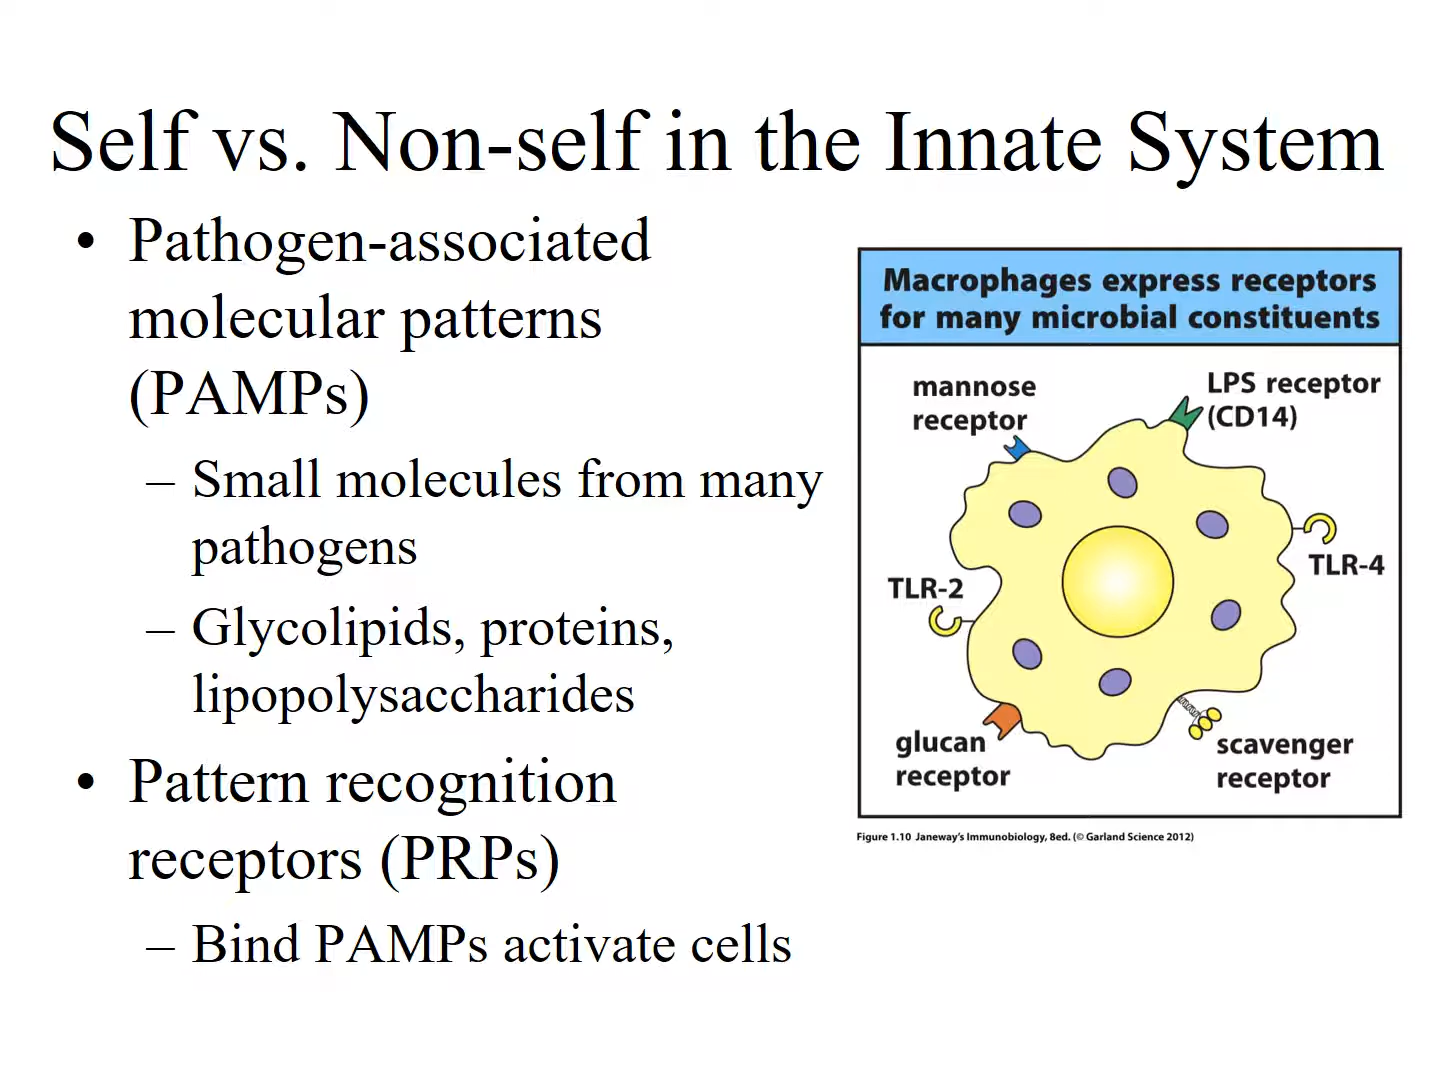 Self vs. Non-self in the Innate System
• Pathogen-associated
molecular patterns
(PAMPs)
– Small molecules from many
pathogens
– Glycolipids, proteins,
lipopolysaccharides
• Pattern recognition
receptors (PRPs)
– Bind PAMPs activate cells
Macrophages express receptors
for many microbial constituents
mannose
receptor
LPS receptor
(CD14)
TLR-2
TLR-4
glucan
receptor
scavenger
receptor
Figure 1.10 Janeway's Immunobiology, 8ed. (© Garland Science 2012)